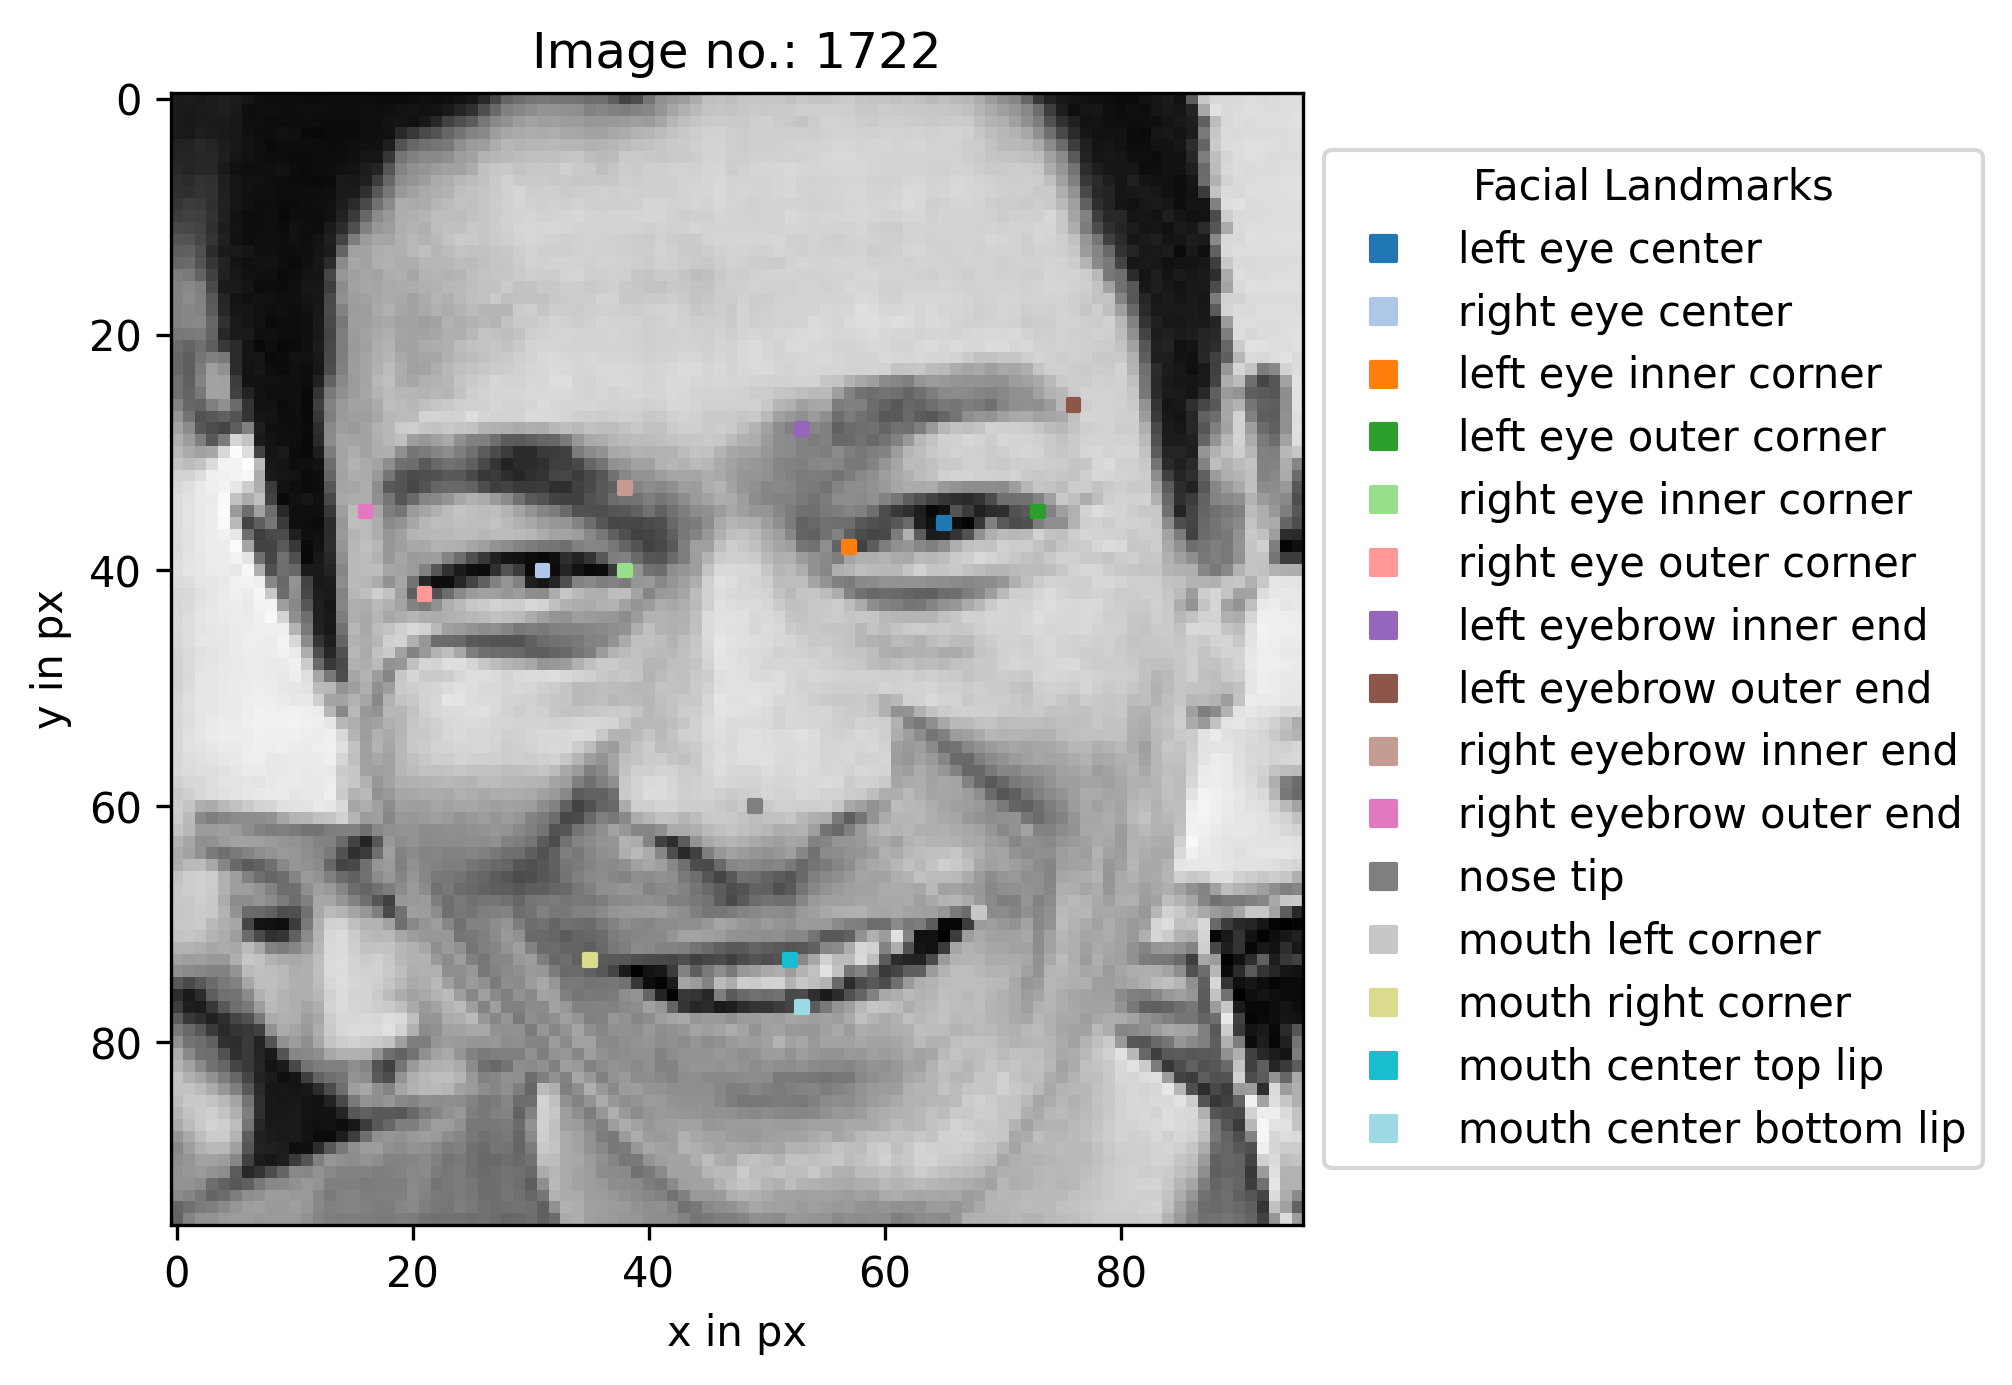 Image no.: 1722
0
20
40
60
80
y in px
0 20 40 60 80
x in px
Facial Landmarks
left eye center
right eye center
left eye inner corner
left eye outer corner
right eye inner corner
right eye outer corner
left eyebrow inner end
left eyebrow outer end
right eyebrow inner end
right eyebrow outer end
nose tip
mouth left corner
mouth right corner
mouth center top lip
mouth center bottom lip